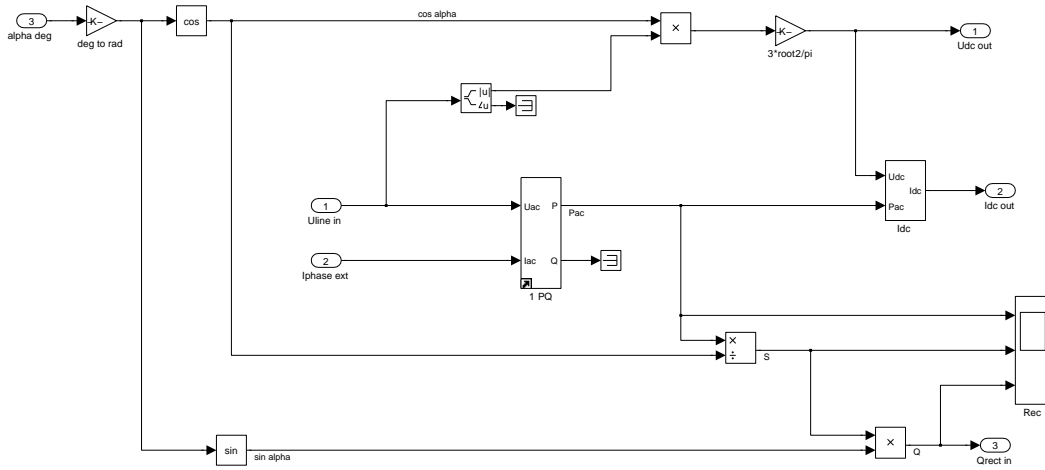 3
alpha deg
-K-
deg to rad
cos
cos alpha
×
-K-
3*root2/pi
1
Udc out
|u|
∠u
1
Uline in
2
Iphase ext
Uac
Iac
P
Q
1 PQ
Pac
Udc
Pac
Idc
Idc
2
Idc out
×
÷
S
Rec
sin
sin alpha
×
Q
3
Qrect in